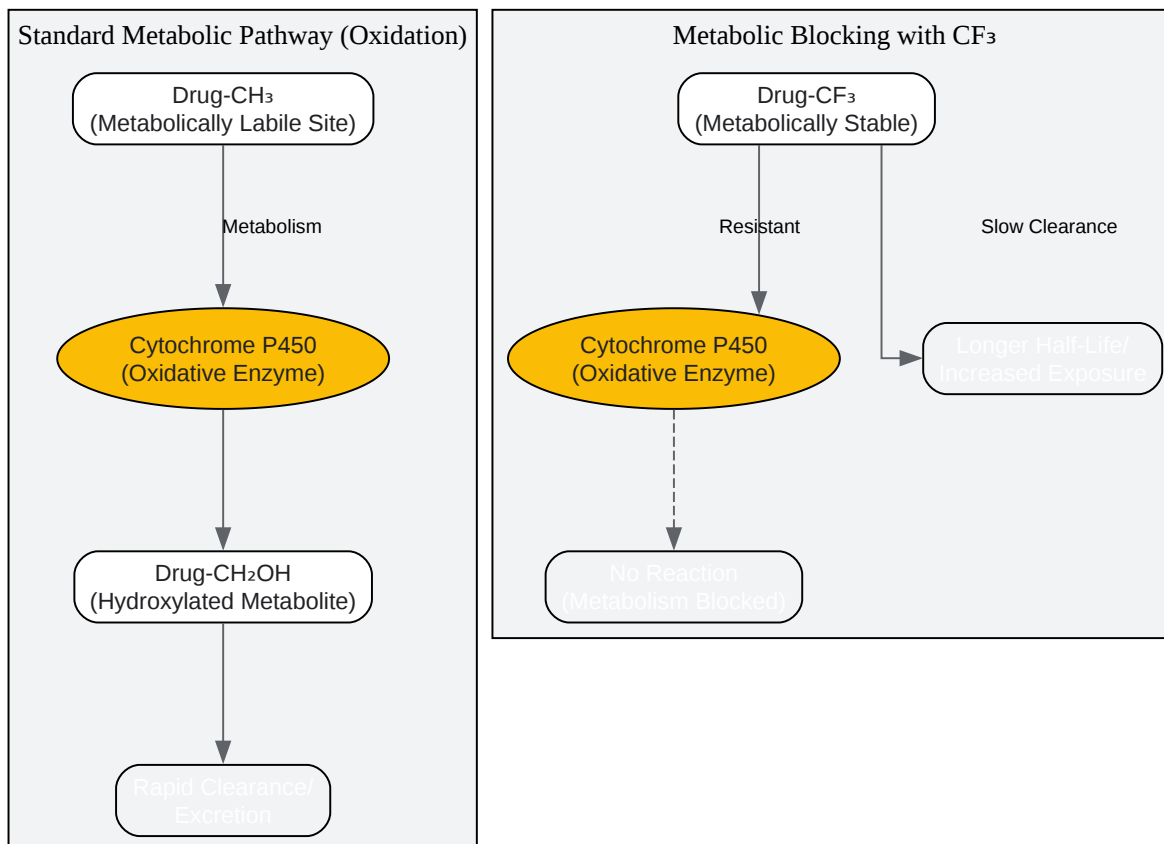 Standard Metabolic Pathway (Oxidation)
Drug-CH₃
(Metabolically Labile Site)
Metabolism
Cytochrome P450
(Oxidative Enzyme)
Drug-CH₂OH
(Hydroxylated Metabolite)
Rapid Clearance/
Excretion
Metabolic Blocking with CF₃
Drug-CF₃
(Metabolically Stable)
Resistant
Slow Clearance
Cytochrome P450
(Oxidative Enzyme)
Longer Half-Life/
Increased Exposure
No Reaction
(Metabolism Blocked)